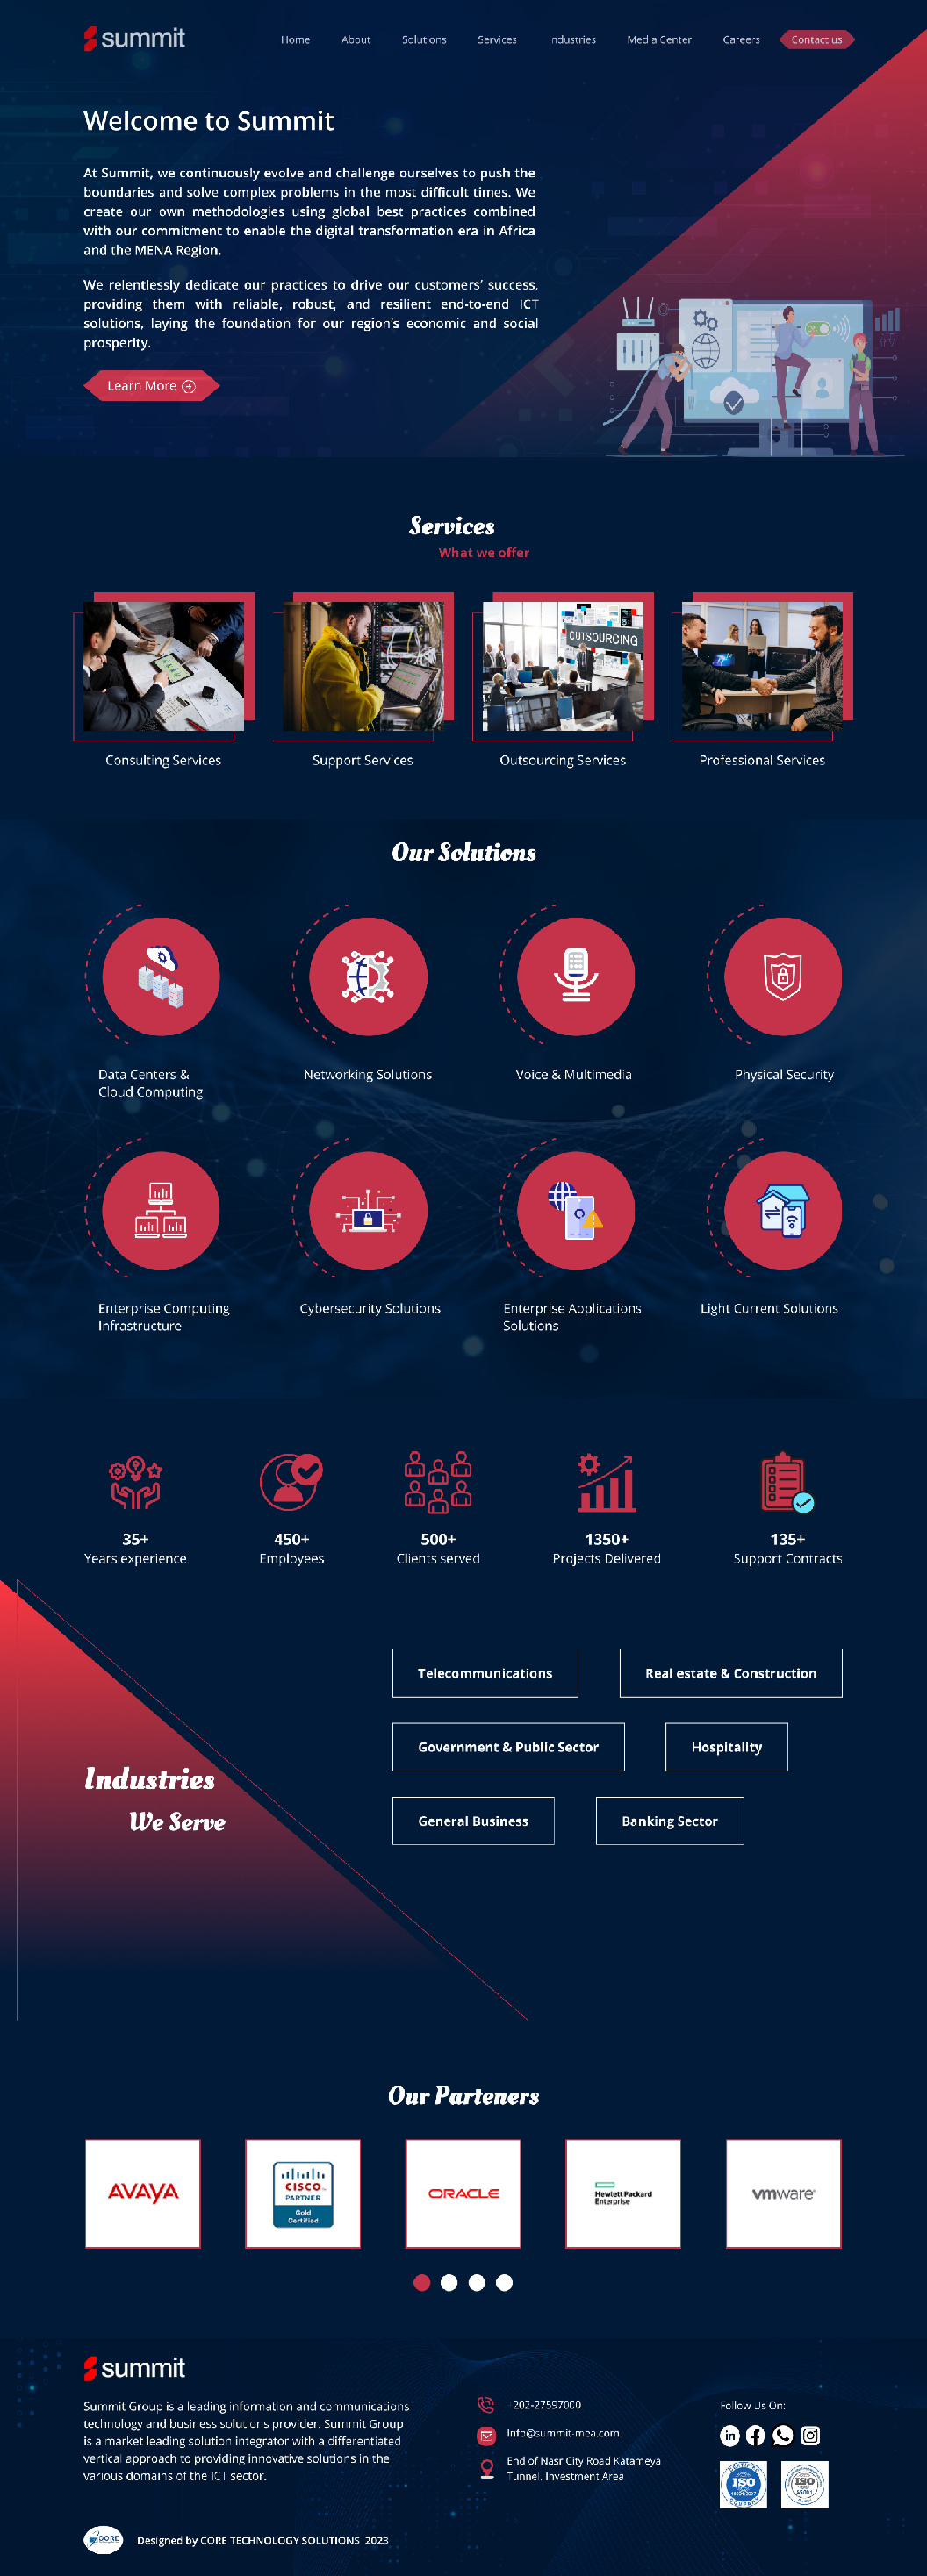 summit
Home About Solutions Services Industries Media Center Careers Contact us
Welcome to Summit
At Summit, we continuously evolve and challenge ourselves to push the
boundaries and solve complex problems in the most difficult times. We
create our own methodologies using global best practices combined
with our commitment to enable the digital transformation era in Africa
and the MENA Region.
We relentlessly dedicate our practices to drive our customers' success,
providing them with reliable, robust, and resilient end-to-end ICT
solutions, laying the foundation for our region's economic and social
prosperity.
Learn More
Services
What we offer
OUTSOURCING
Consulting Services
Support Services
Outsourcing Services
Professional Services
Our Solutions
Data Centers &
Cloud Computing
Networking Solutions
Voice & Multimedia
Physical Security
Enterprise Computing
Infrastructure
Cybersecurity Solutions
Enterprise Applications
Solutions
Light Current Solutions
35+
Years experience
450+
Employees
500+
Clients served
1350+
Projects Delivered
135+
Support Contracts
Telecommunications
Real estate & Construction
Government & Public Sector
Hospitality
General Business
Banking Sector
Industries
We Serve
Our Parteners
AVAYA
CISCO
PARTNER
Gold
Certified
ORACLE
Hewlett Packard
Enterprise
vmware
summit
Summit Group is a leading information and communications
technology and business solutions provider. Summit Group
is a market leading solution integrator with a differentiated
vertical approach to providing innovative solutions in the
various domains of the ICT sector.
+202-27597000
Info@summit-mea.com
End of Nasr City Road Katameya
Tunnel, Investment Area
Follow Us On:
in
ISO
ISO
CORE
Designed by CORE TECHNOLOGY SOLUTIONS 2023